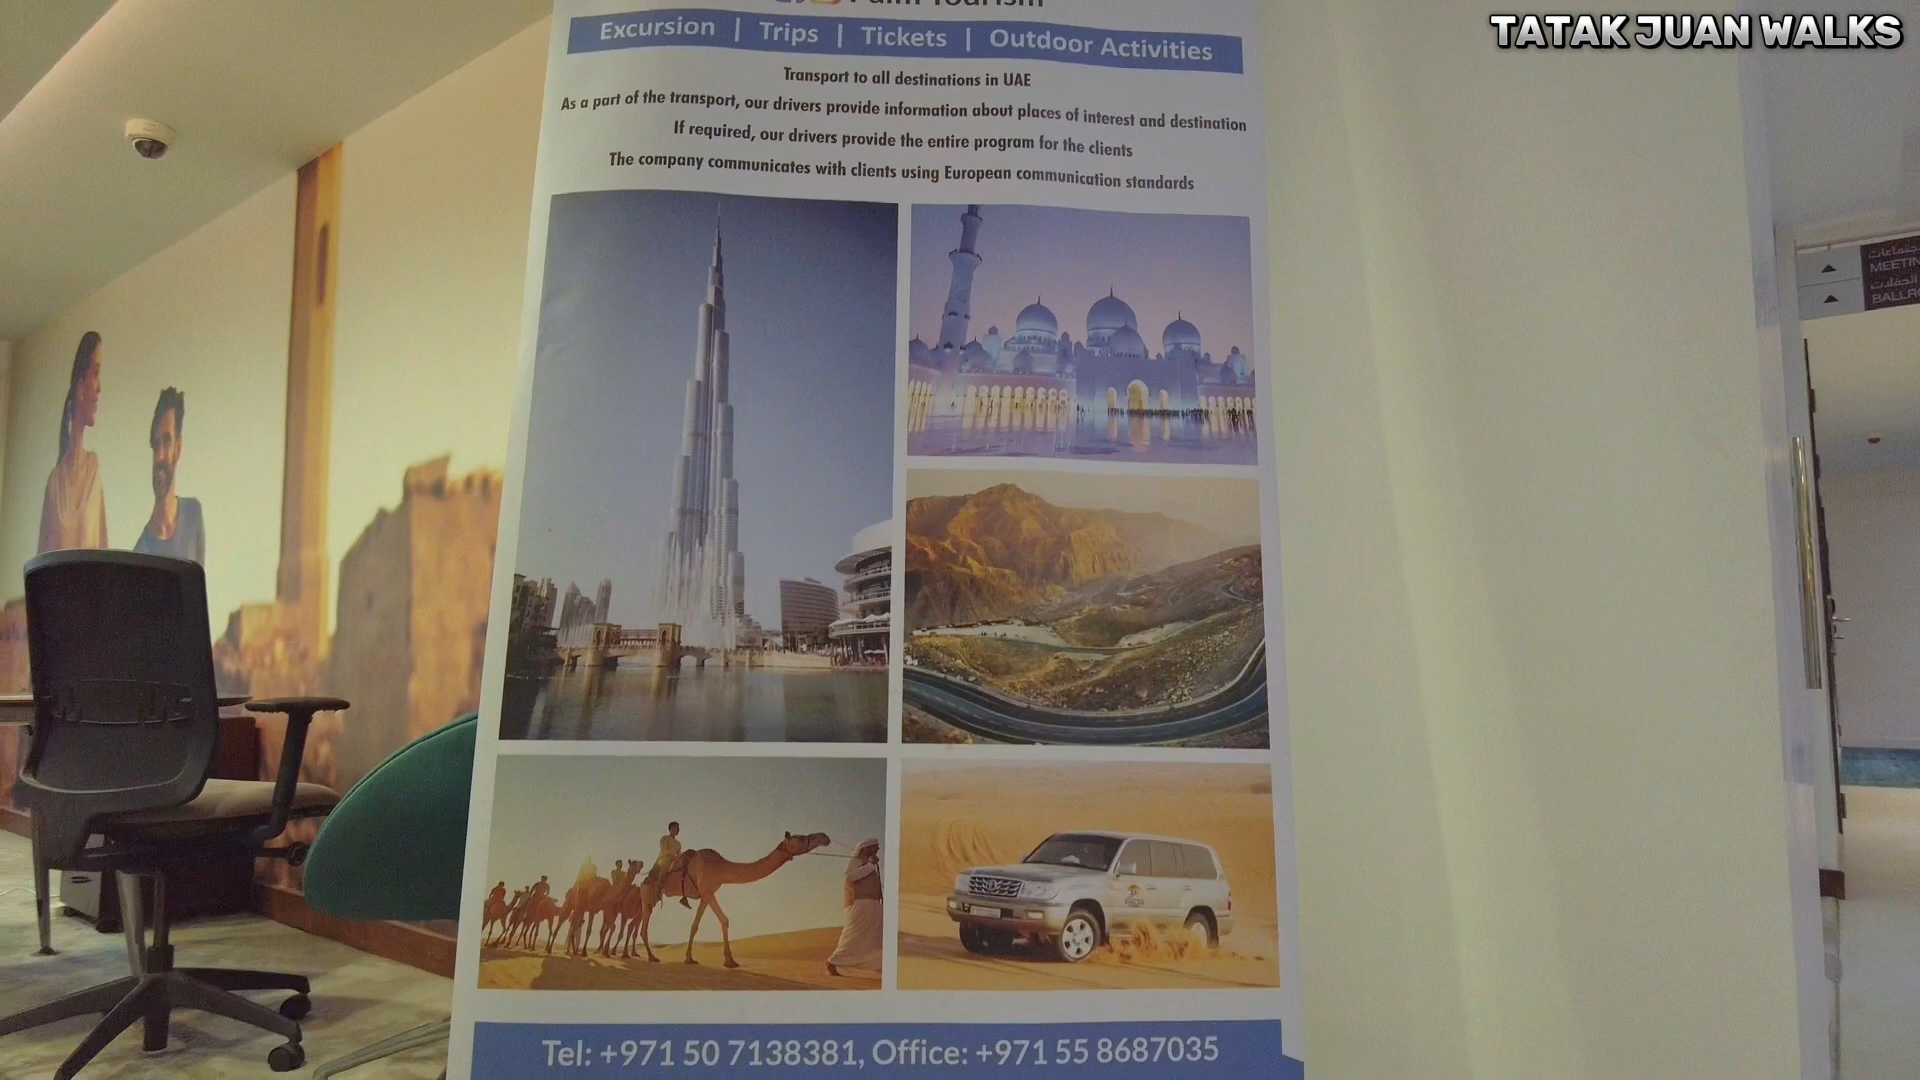 TATAK JUAN WALKS
Palm Tourism
Excursion | Trips | Tickets | Outdoor Activities
Transport to all destinations in UAE
As a part of the transport, our drivers provide information about places of interest and destination
If required, our drivers provide the entire program for the clients
The company communicates with clients using European communication standards
Tel: +971 50 7138381, Office: +971 55 8687035